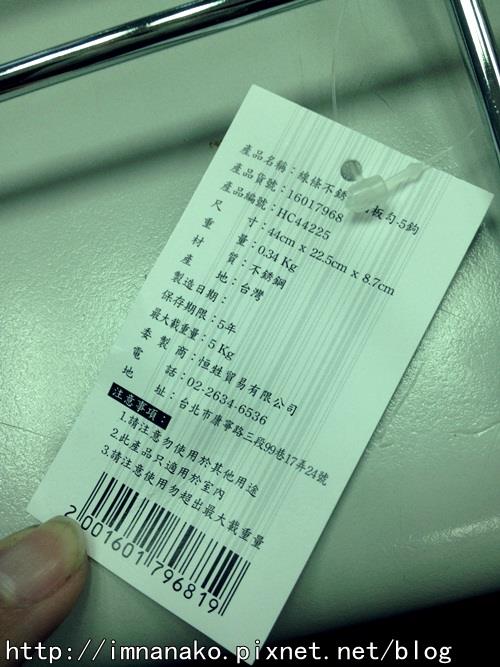 產品名稱：線條不銹 板勾-5鉤
產品貨號：16017968
產品編號：HC44225
尺 寸：44cm x 22.5cm x 8.7cm
重 量：0.34 Kg
材 質：不銹鋼
產 地：台灣
製造日期：
保存期限：5年
最大載重量：5 Kg
委 製 商：恒甡貿易有限公司
電 話：02-2634-6536
地 址：台北市康寧路三段99巷17弄24號
注意事項：
1.請注意勿使用於其他用途
2.此產品只適用於室內
3.請注意使用勿超出最大載重量
2001601796819
http://imnanako.pixnet.net/blog